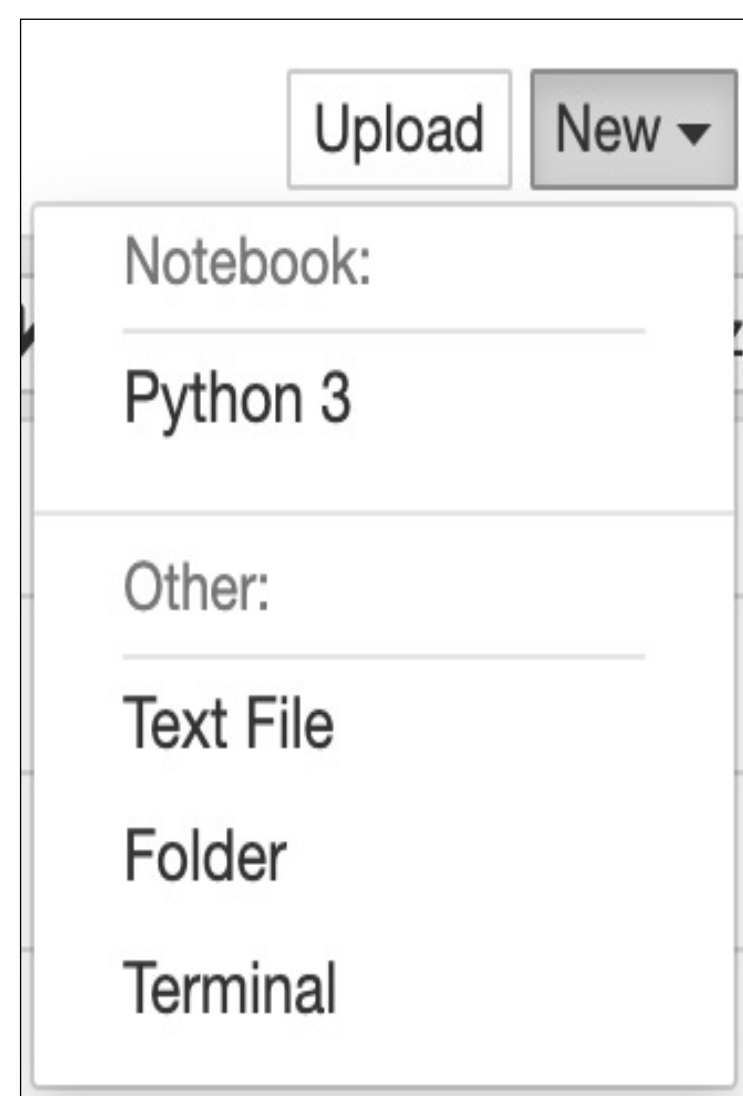 Upload New
Notebook:
Python 3
Other:
Text File
Folder
Terminal